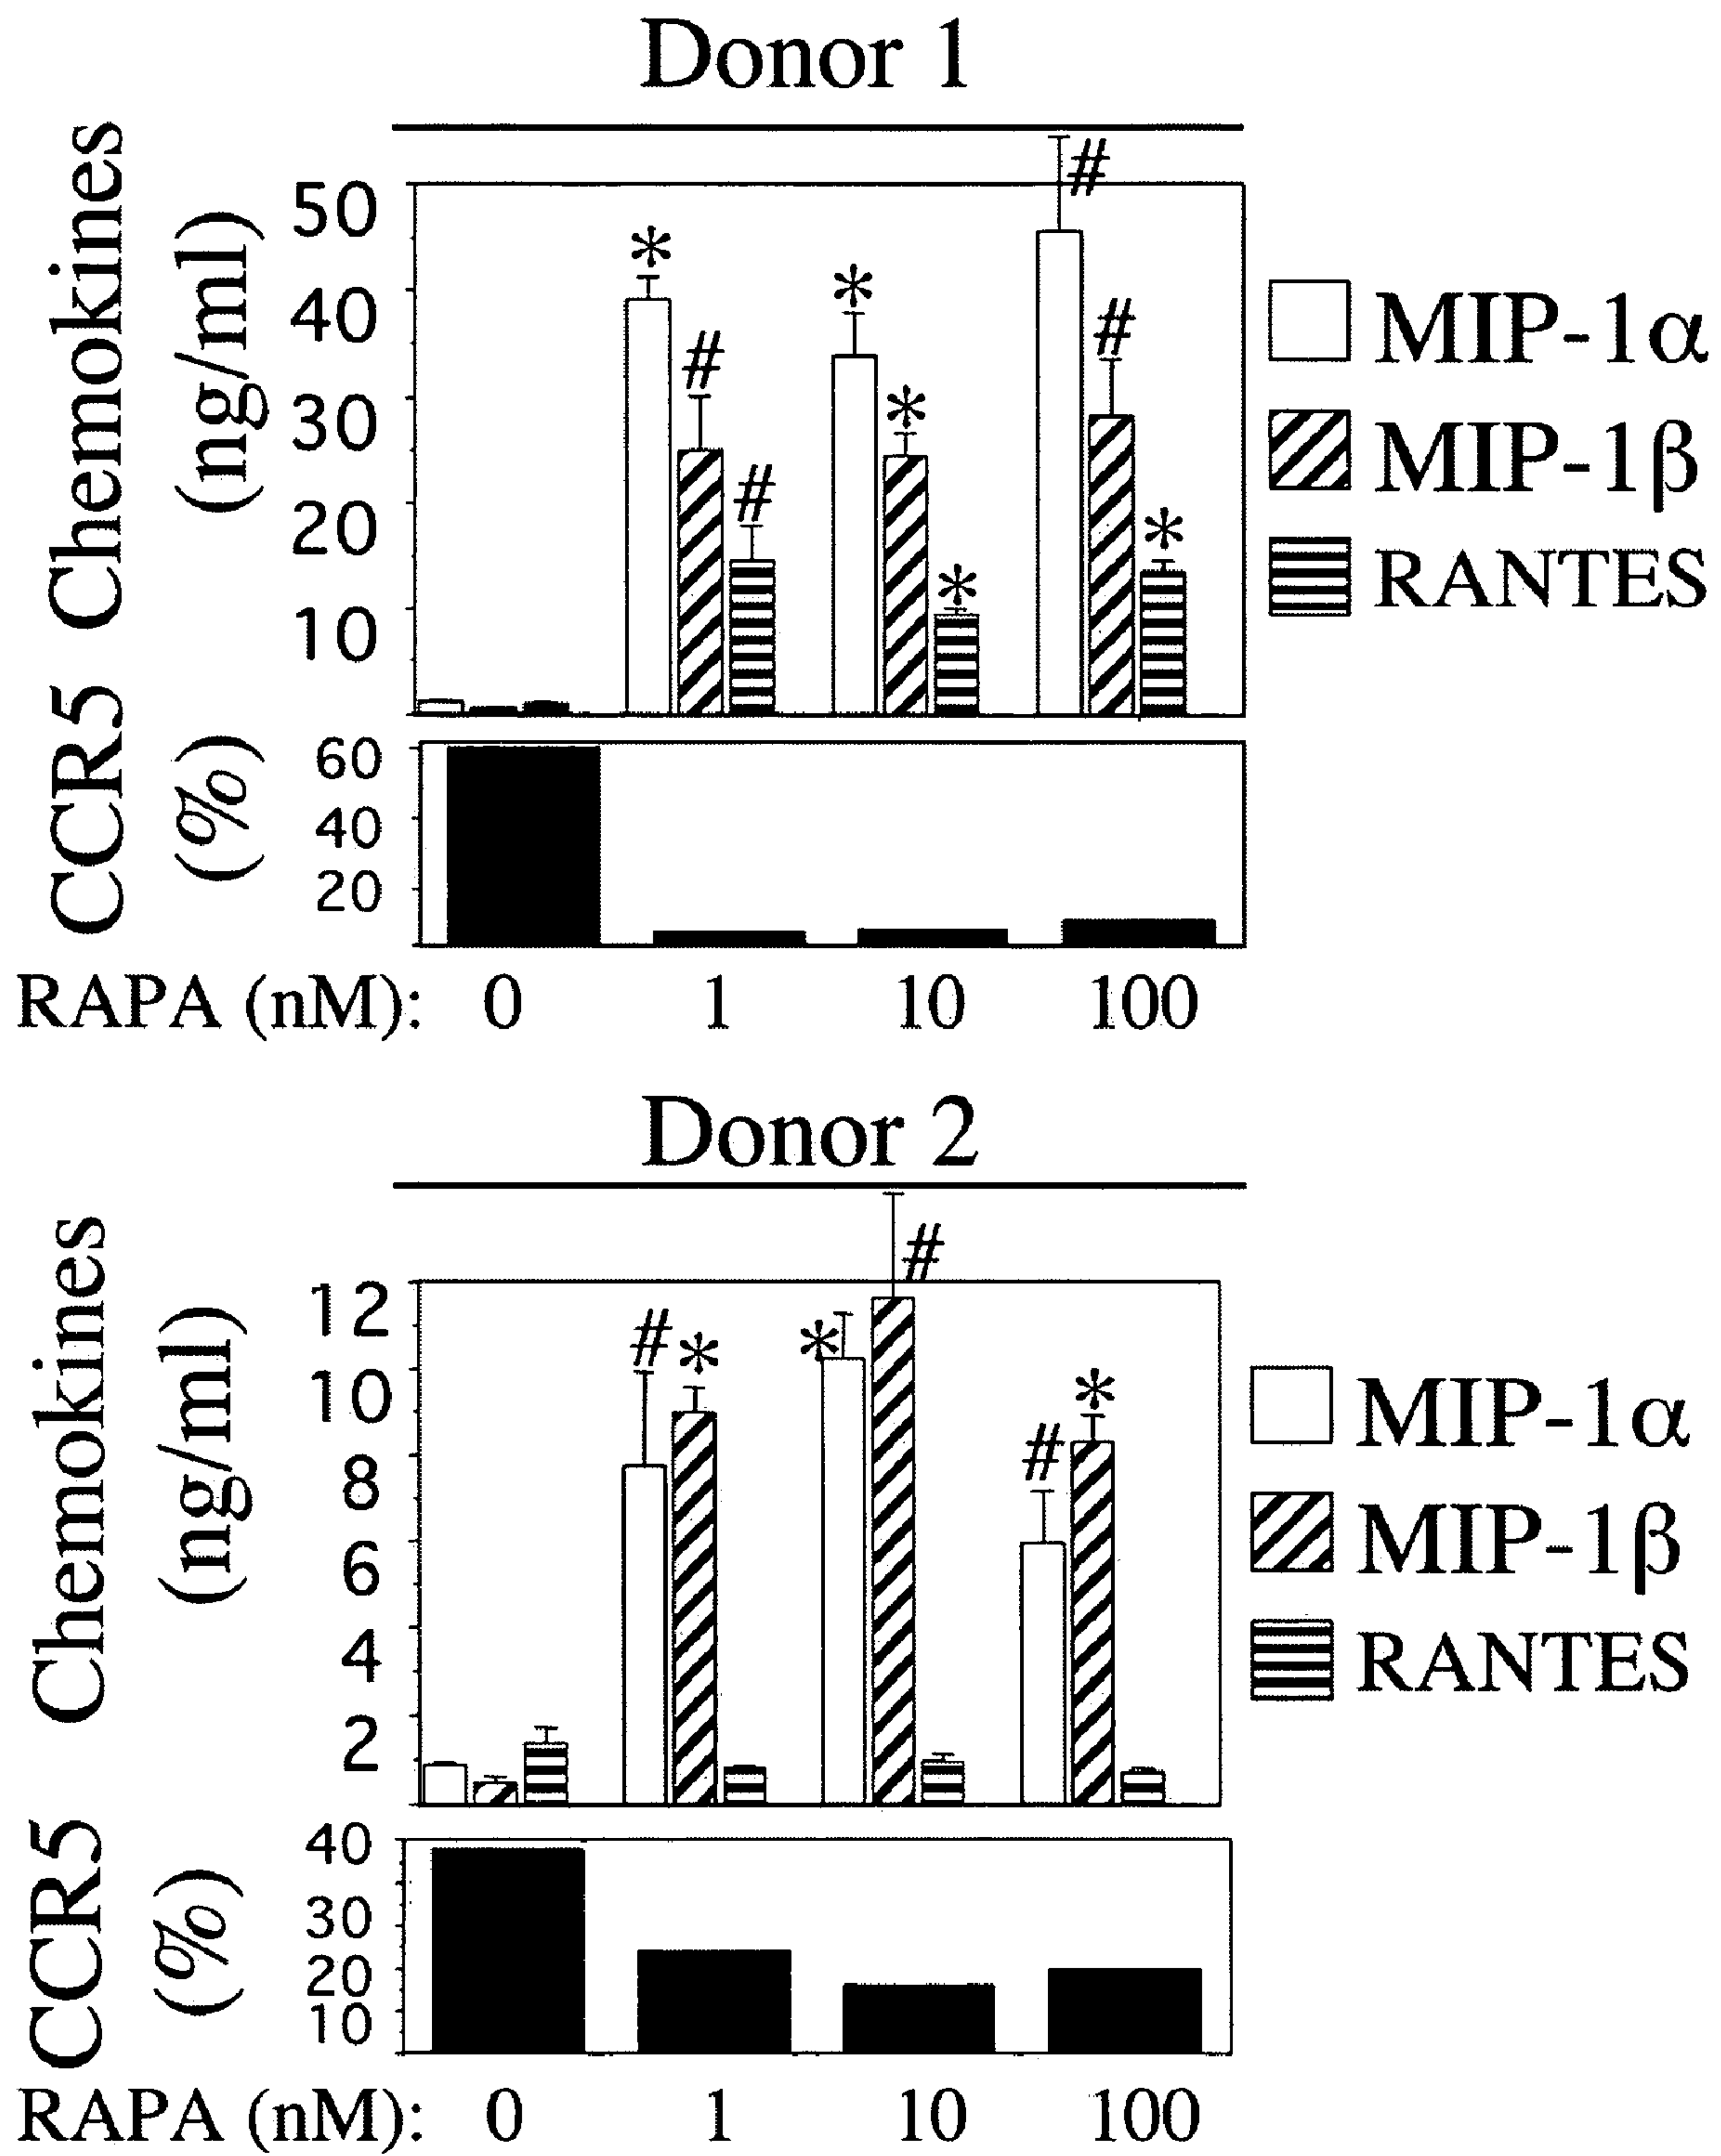 Donor 1
Chemokines
(ng/ml)
50
40
30
20
10
*
#
#
*
*
*
#
#
*
MIP-1α
MIP-1β
RANTES
CCR5
(%)
60
40
20
RAPA (nM): 0 1 10 100
Donor 2
Chemokines
(ng/ml)
12
10
8
6
4
2
#
*
*
#
#
*
MIP-1α
MIP-1β
RANTES
CCR5
(%)
40
30
20
10
RAPA (nM): 0 1 10 100